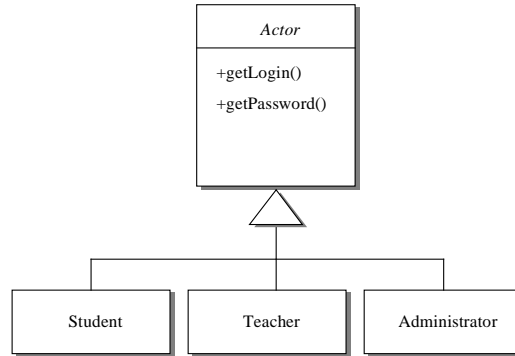 Actor
+getLogin()
+getPassword()
Student
Teacher
Administrator